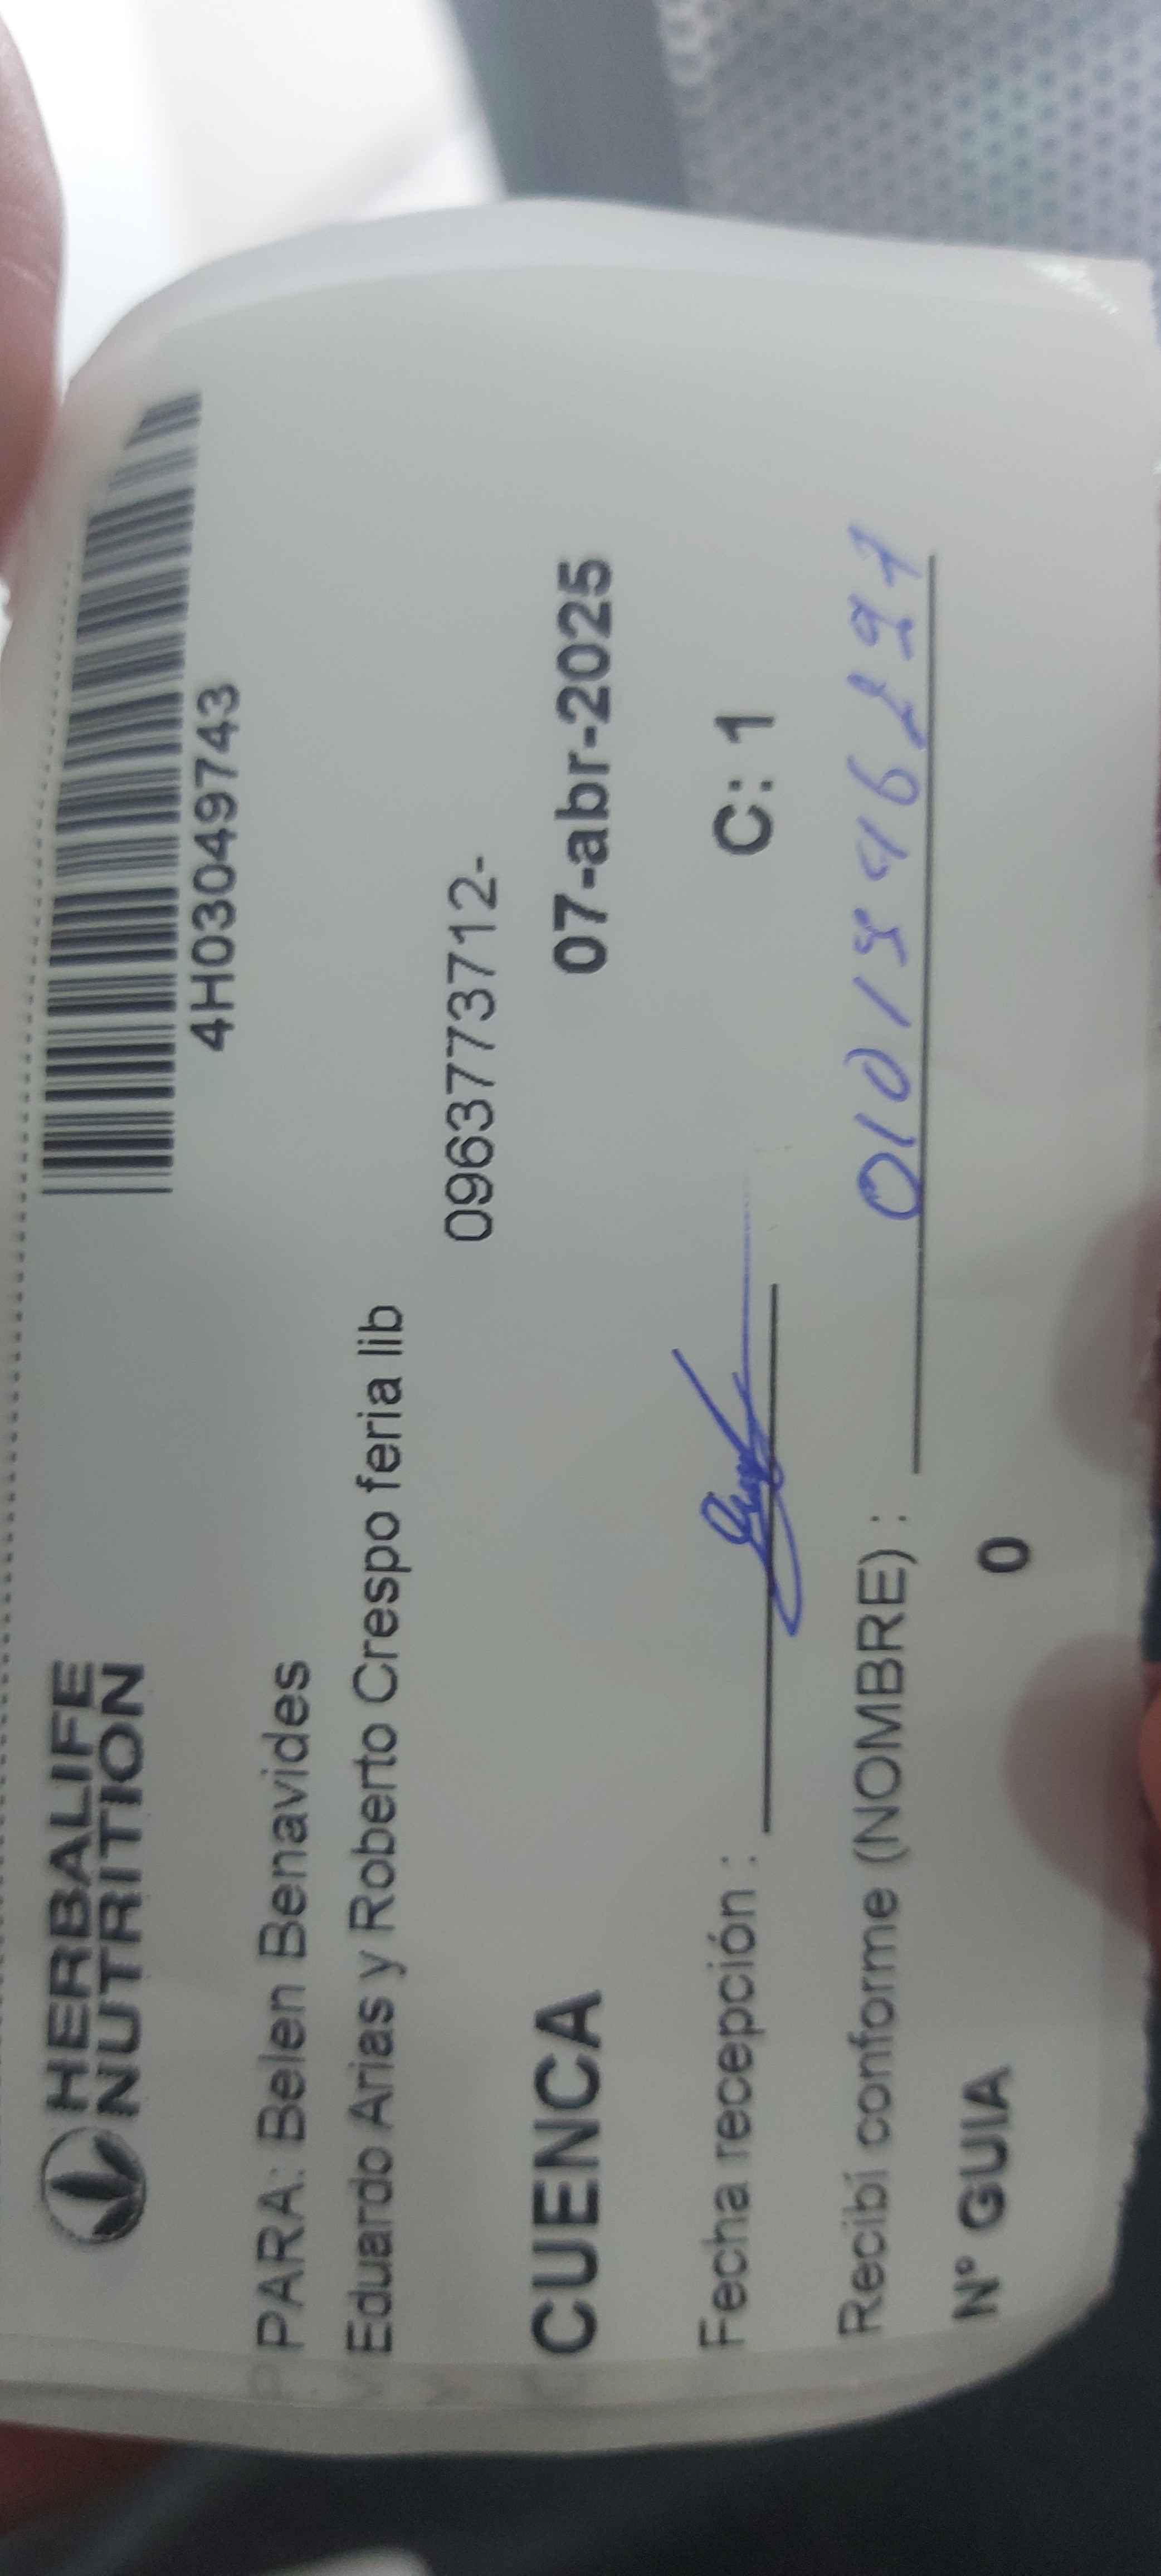 HERBALIFE
NUTRITION
4H03049743
PARA: Belen Benavides
Eduardo Arias y Roberto Crespo feria lib
0963773712-
CUENCA 07-abr-2025
Fecha recepción : C: 1
Recibí conforme (NOMBRE) :
N° GUIA 0